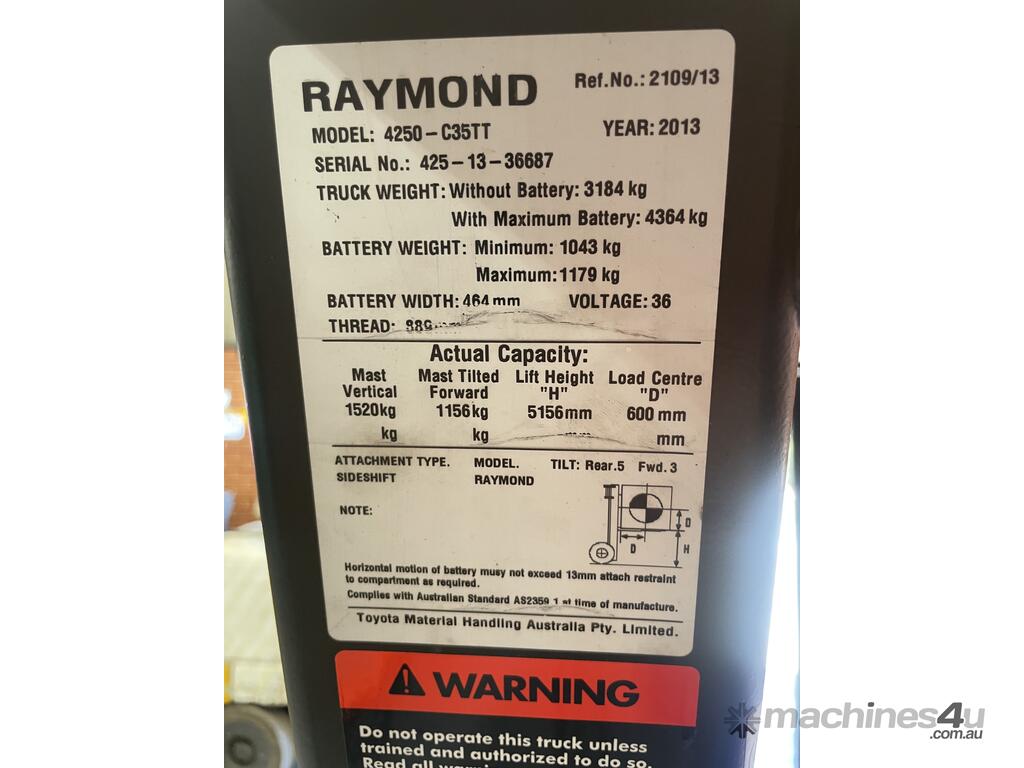 RAYMOND Ref.No.: 2109/13
MODEL: 4250-C35TT YEAR: 2013
SERIAL No.: 425-13-36687
TRUCK WEIGHT: Without Battery: 3184 kg
With Maximum Battery: 4364 kg
BATTERY WEIGHT: Minimum: 1043 kg
Maximum: 1179 kg
BATTERY WIDTH: 464 mm VOLTAGE: 36
THREAD:
Actual Capacity:
Mast Mast Tilted Lift Height Load Centre
Vertical Forward "H" "D"
1520kg 1156kg 5156mm 600 mm
kg kg mm mm
ATTACHMENT TYPE. MODEL. TILT: Rear.5 Fwd.3
SIDESHIFT RAYMOND
NOTE:
D
D H
Horizontal motion of battery musy not exceed 13mm attach restraint
to compartment as required.
Complies with Australian Standard AS2359.1 at time of manufacture.
Toyota Material Handling Australia Pty. Limited.
WARNING
Do not operate this truck unless
trained and authorized to do so.
Read all
machines4u
.com.au